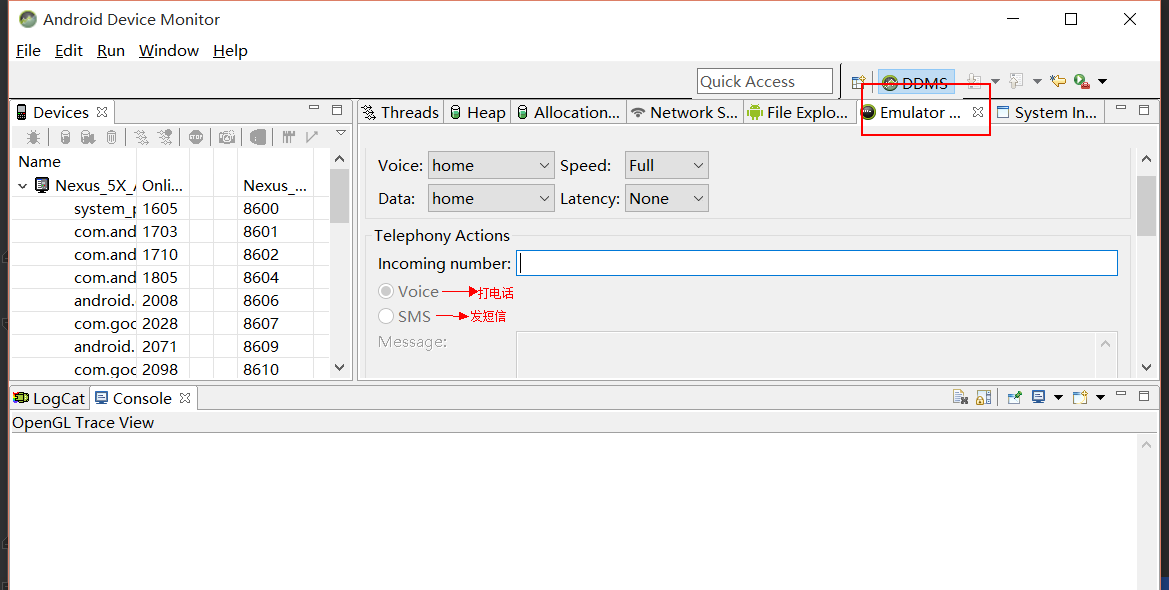 Android Device Monitor
File Edit Run Window Help
Quick Access DDMS
Devices
Name
Nexus_5X_A Onli... Nexus_...
system_p 1605 8600
com.and 1703 8601
com.and 1710 8602
com.and 1805 8604
android. 2008 8606
com.goo 2028 8607
android. 2071 8609
com.goo 2098 8610
Threads Heap Allocation... Network S... File Explo... Emulator ... System In...
Voice: home Speed: Full
Data: home Latency: None
Telephony Actions
Incoming number:
Voice 打电话
SMS 发短信
Message:
LogCat Console
OpenGL Trace View